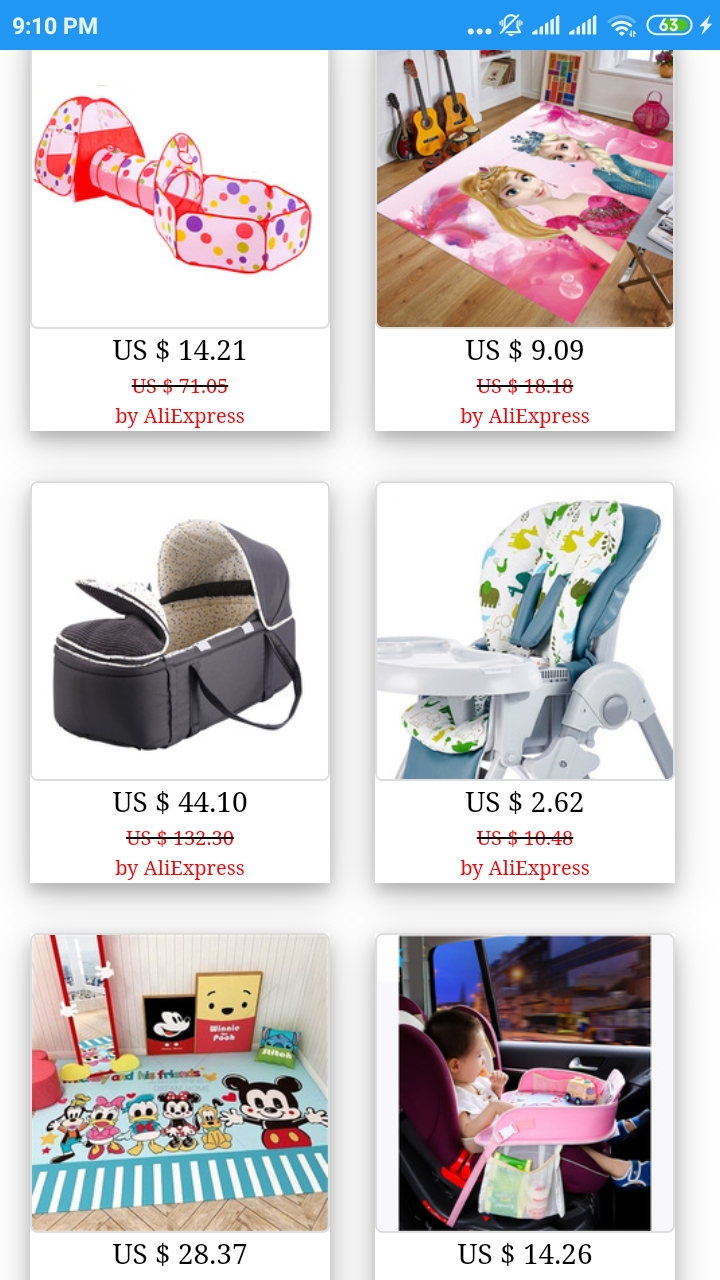 9:10 PM
63
US $ 14.21
US $ 71.05
by AliExpress
US $ 9.09
US $ 18.18
by AliExpress
US $ 44.10
US $ 132.30
by AliExpress
US $ 2.62
US $ 10.48
by AliExpress
Winnie
the
Pooh
Stitch
and his friends
US $ 28.37
US $ 14.26